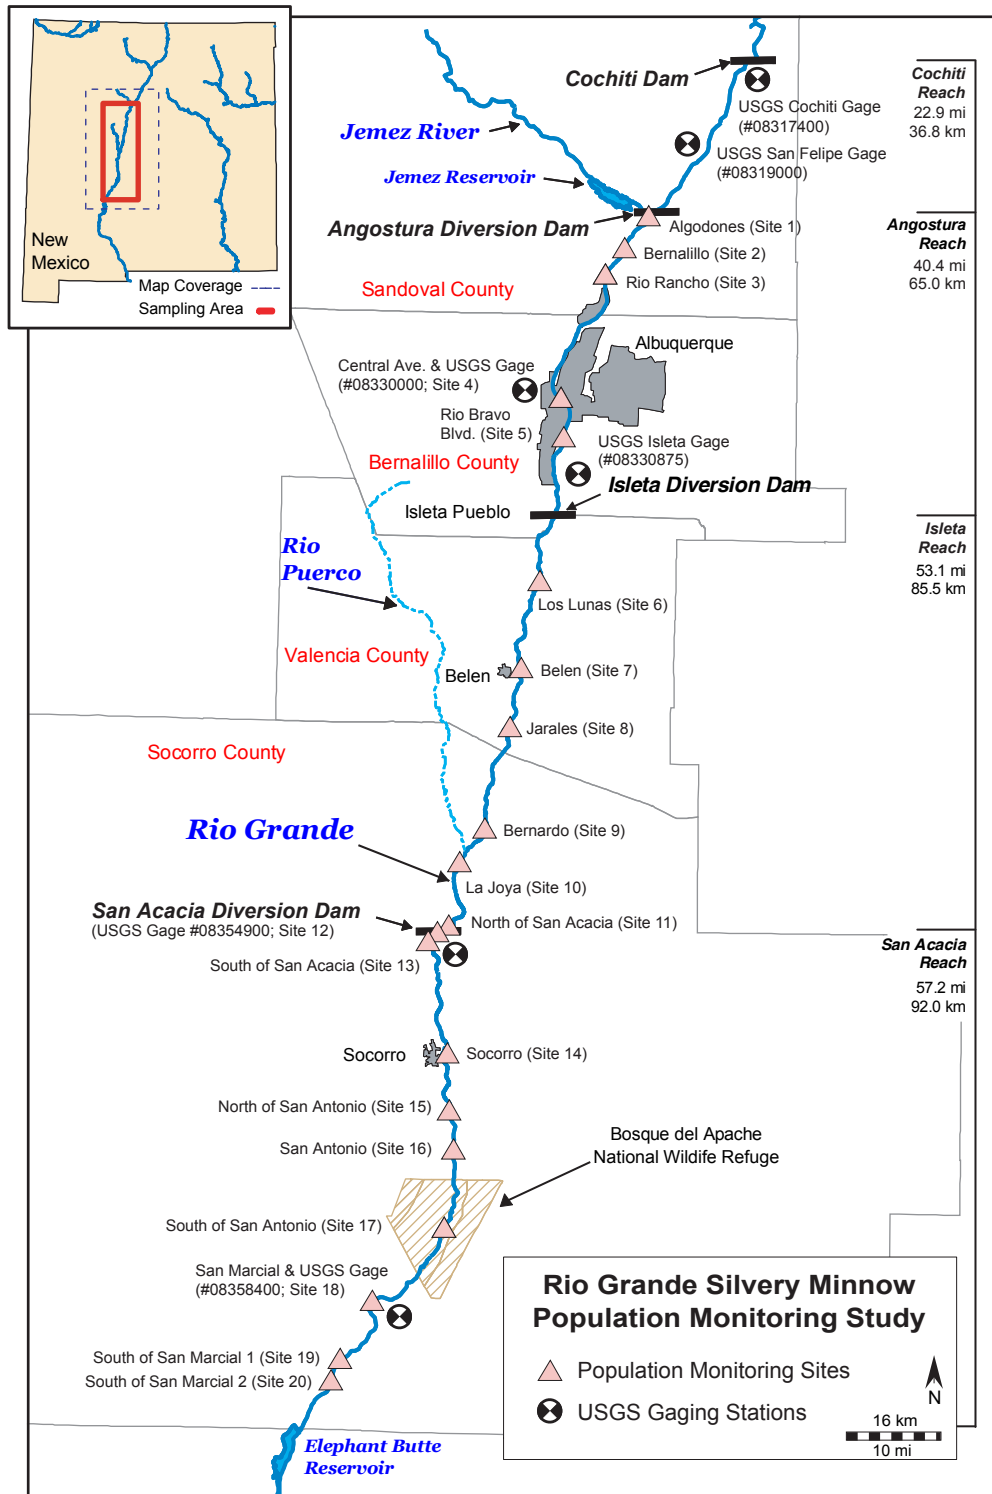 New
Mexico
Map Coverage
Sampling Area
Cochiti Dam
USGS Cochiti Gage
(#08317400)
USGS San Felipe Gage
(#08319000)
Cochiti
Reach
22.9 mi
36.8 km
Jemez River
Jemez Reservoir
Angostura Diversion Dam
Algodones (Site 1)
Bernalillo (Site 2)
Rio Rancho (Site 3)
Angostura
Reach
40.4 mi
65.0 km
Sandoval County
Albuquerque
Central Ave. & USGS Gage
(#08330000; Site 4)
Rio Bravo
Blvd. (Site 5)
USGS Isleta Gage
(#08330875)
Bernalillo County
Isleta Diversion Dam
Isleta Pueblo
Isleta
Reach
53.1 mi
85.5 km
Rio
Puerco
Los Lunas (Site 6)
Valencia County
Belen
Belen (Site 7)
Jarales (Site 8)
Socorro County
Rio Grande
Bernardo (Site 9)
La Joya (Site 10)
San Acacia Diversion Dam
(USGS Gage #08354900; Site 12)
North of San Acacia (Site 11)
South of San Acacia (Site 13)
San Acacia
Reach
57.2 mi
92.0 km
Socorro
Socorro (Site 14)
North of San Antonio (Site 15)
San Antonio (Site 16)
Bosque del Apache
National Wildife Refuge
South of San Antonio (Site 17)
San Marcial & USGS Gage
(#08358400; Site 18)
South of San Marcial 1 (Site 19)
South of San Marcial 2 (Site 20)
Elephant Butte
Reservoir
Rio Grande Silvery Minnow
Population Monitoring Study
Population Monitoring Sites
USGS Gaging Stations
N
16 km
10 mi